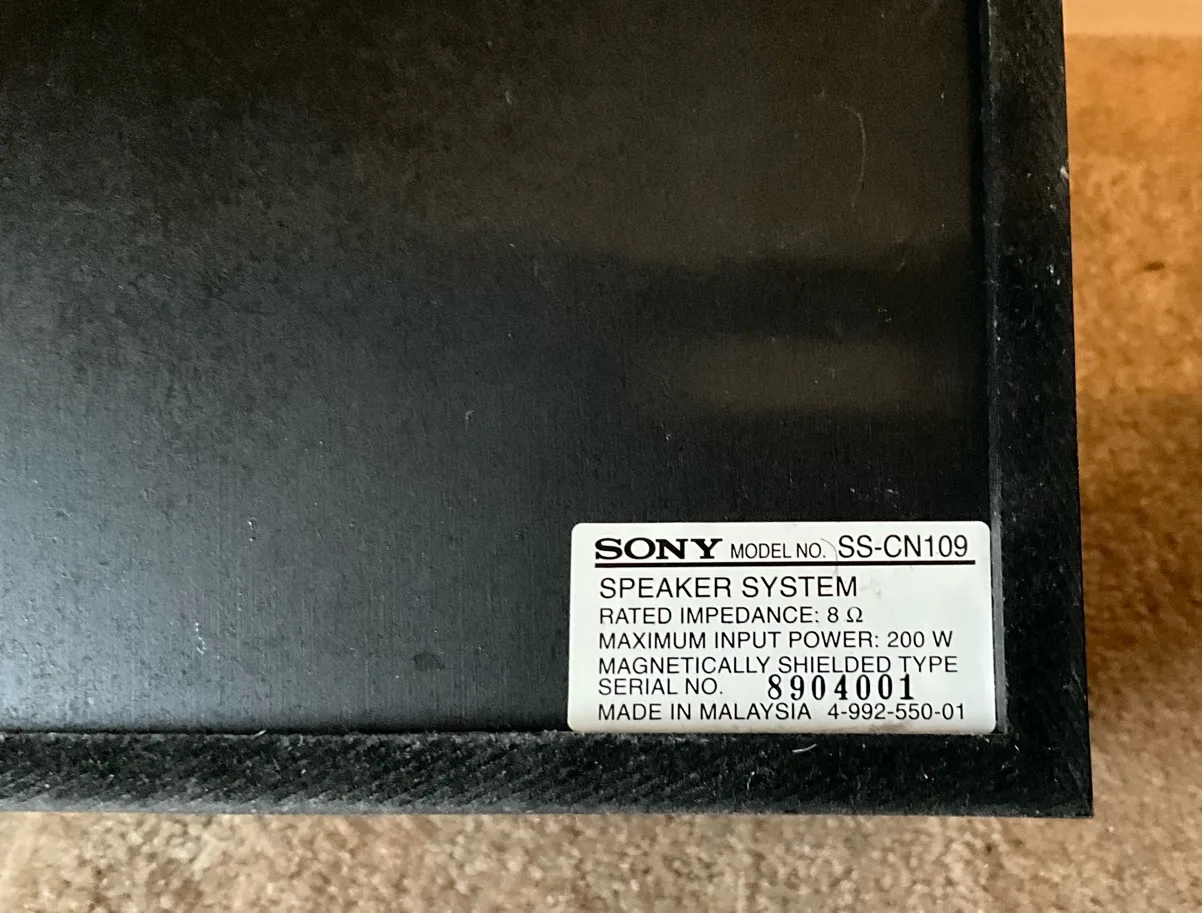 SONY MODEL NO. SS-CN109
SPEAKER SYSTEM
RATED IMPEDANCE: 8 Ω
MAXIMUM INPUT POWER: 200 W
MAGNETICALLY SHIELDED TYPE
SERIAL NO. 8904001
MADE IN MALAYSIA 4-992-550-01